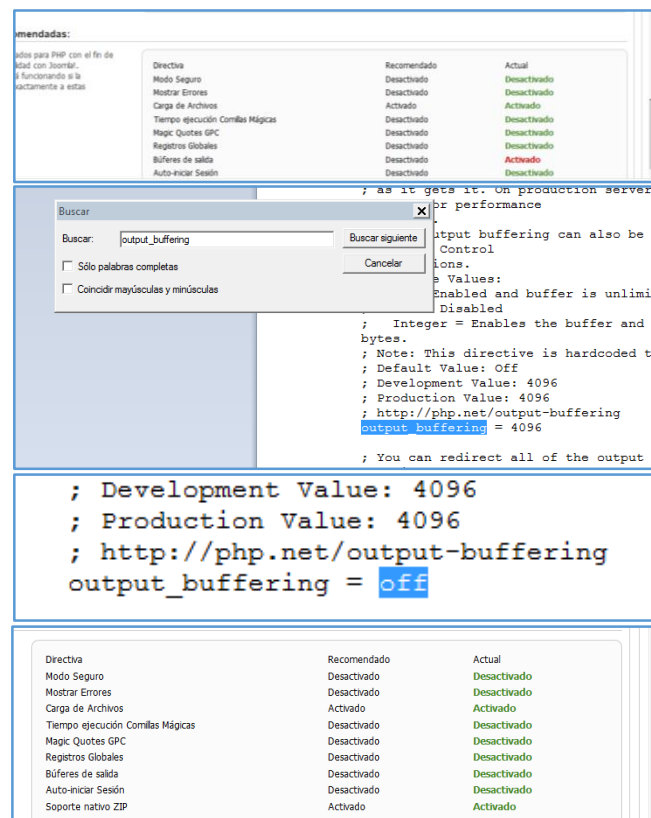 omendadas:
ados para PHP con el fin de
lidad con Joomla!.
á funcionando si la
xactamente a estas
Directiva Recomendado Actual
Modo Seguro Desactivado Desactivado
Mostrar Errores Desactivado Desactivado
Carga de Archivos Activado Activado
Tiempo ejecución Comillas Mágicas Desactivado Desactivado
Magic Quotes GPC Desactivado Desactivado
Registros Globales Desactivado Desactivado
Búferes de salida Desactivado Activado
Auto-iniciar Sesión Desactivado Desactivado
Buscar
Buscar: output_buffering Buscar siguiente
Sólo palabras completas Cancelar
Coincidir mayúsculas y minúsculas
; as it gets it. On production server
or performance
.
utput buffering can also be
Control
ions.
e Values:
Enabled and buffer is unlimi
Disabled
; Integer = Enables the buffer and
bytes.
; Note: This directive is hardcoded t
; Default Value: Off
; Development Value: 4096
; Production Value: 4096
; http://php.net/output-buffering
output_buffering = 4096
; You can redirect all of the output
; Development Value: 4096
; Production Value: 4096
; http://php.net/output-buffering
output_buffering = off
Directiva Recomendado Actual
Modo Seguro Desactivado Desactivado
Mostrar Errores Desactivado Desactivado
Carga de Archivos Activado Activado
Tiempo ejecución Comillas Mágicas Desactivado Desactivado
Magic Quotes GPC Desactivado Desactivado
Registros Globales Desactivado Desactivado
Búferes de salida Desactivado Desactivado
Auto-iniciar Sesión Desactivado Desactivado
Soporte nativo ZIP Activado Activado